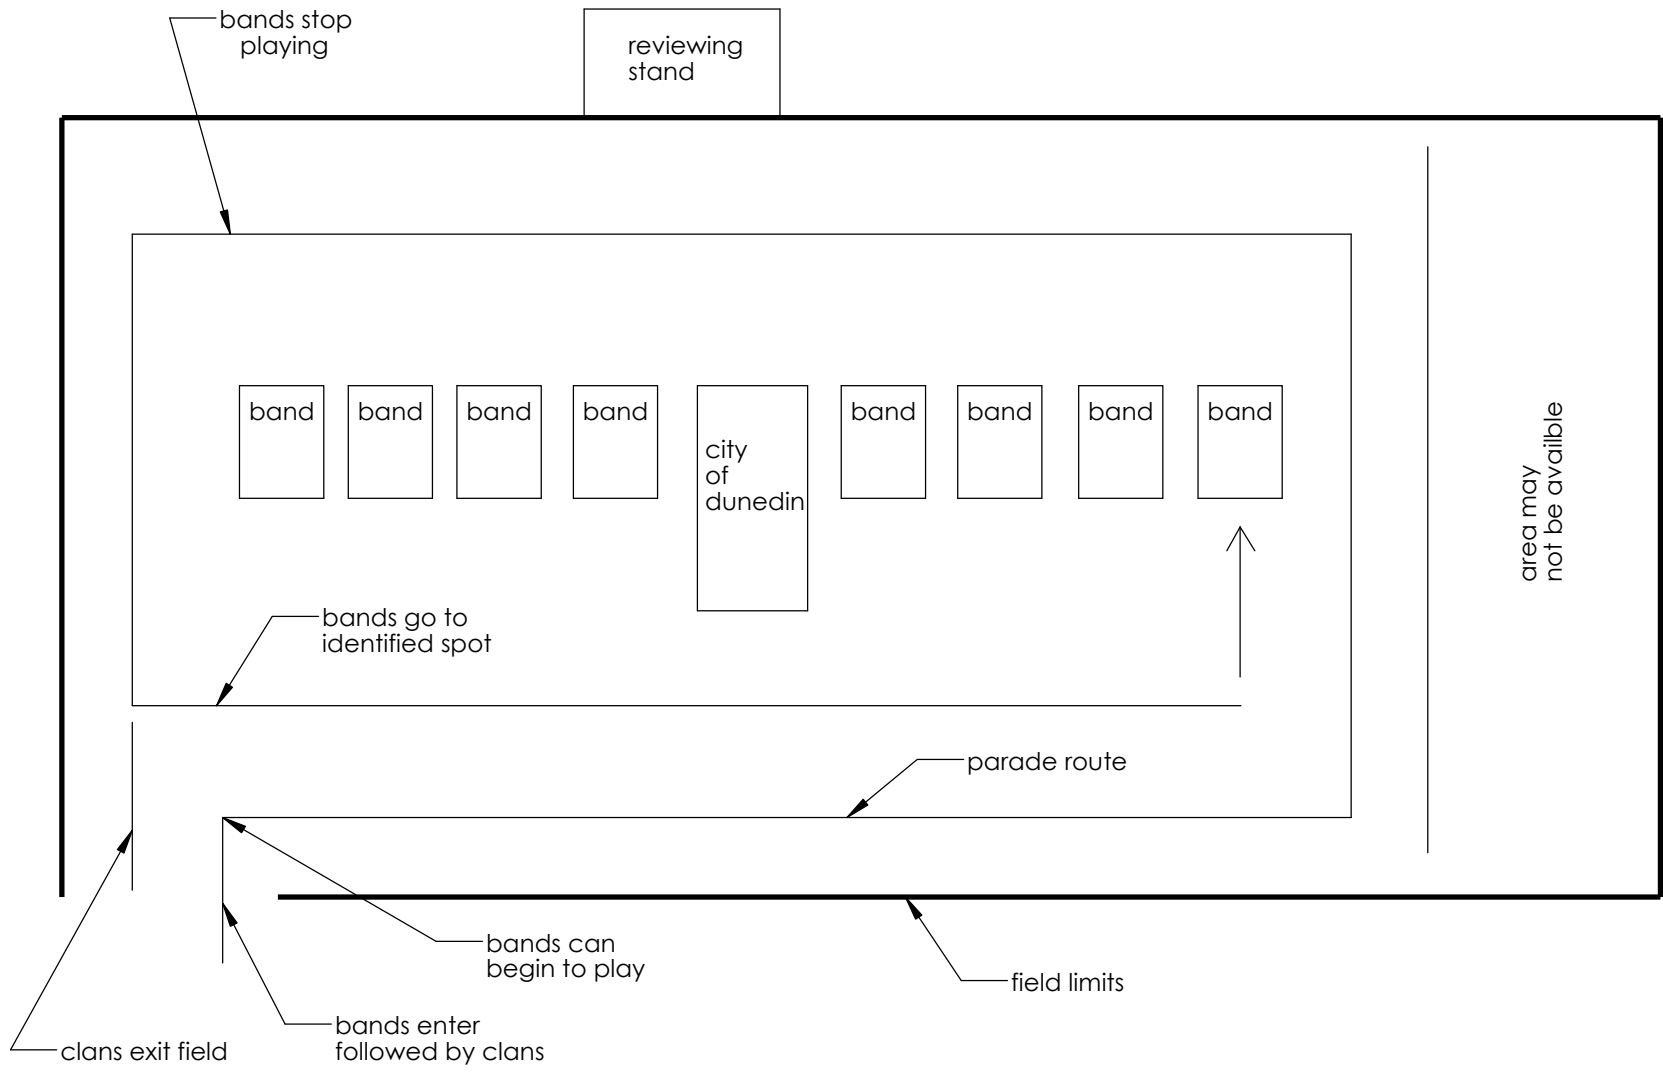 bands stop
playing
reviewing
stand
band
band
band
band
city
of
dunedin
band
band
band
band
area may
not be availble
bands go to
identified spot
parade route
bands can
begin to play
field limits
bands enter
followed by clans
clans exit field